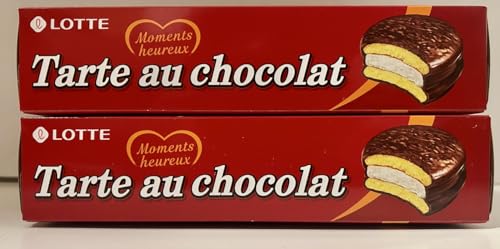 LOTTE
Moments
heureux
Tarte au chocolat
LOTTE
Moments
heureux
Tarte au chocolat